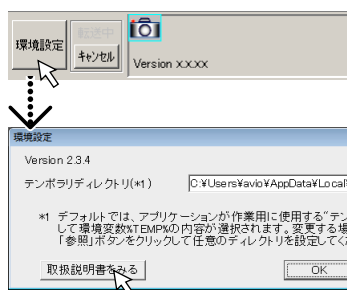 環境設定
転送中
キャンセル
Version X.X.XX
環境設定
Version 2.3.4
テンポラリディレクトリ(*1)
C:¥Users¥avio¥AppData¥Local¥
*1 デフォルトでは、アプリケーションが作業用に使用する"テン
して環境変数%TEMP%の内容が選択されます。変更する場
「参照」ボタンをクリックして任意のディレクトリを設定してくだ
取扱説明書をみる
OK